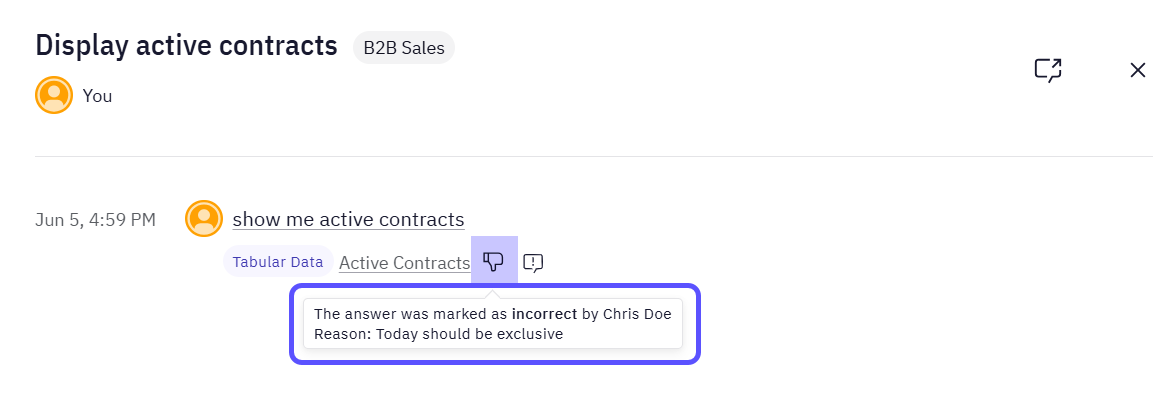 Display active contracts B2B Sales
You
Jun 5, 4:59 PM show me active contracts
Tabular Data Active Contracts
The answer was marked as incorrect by Chris Doe
Reason: Today should be exclusive